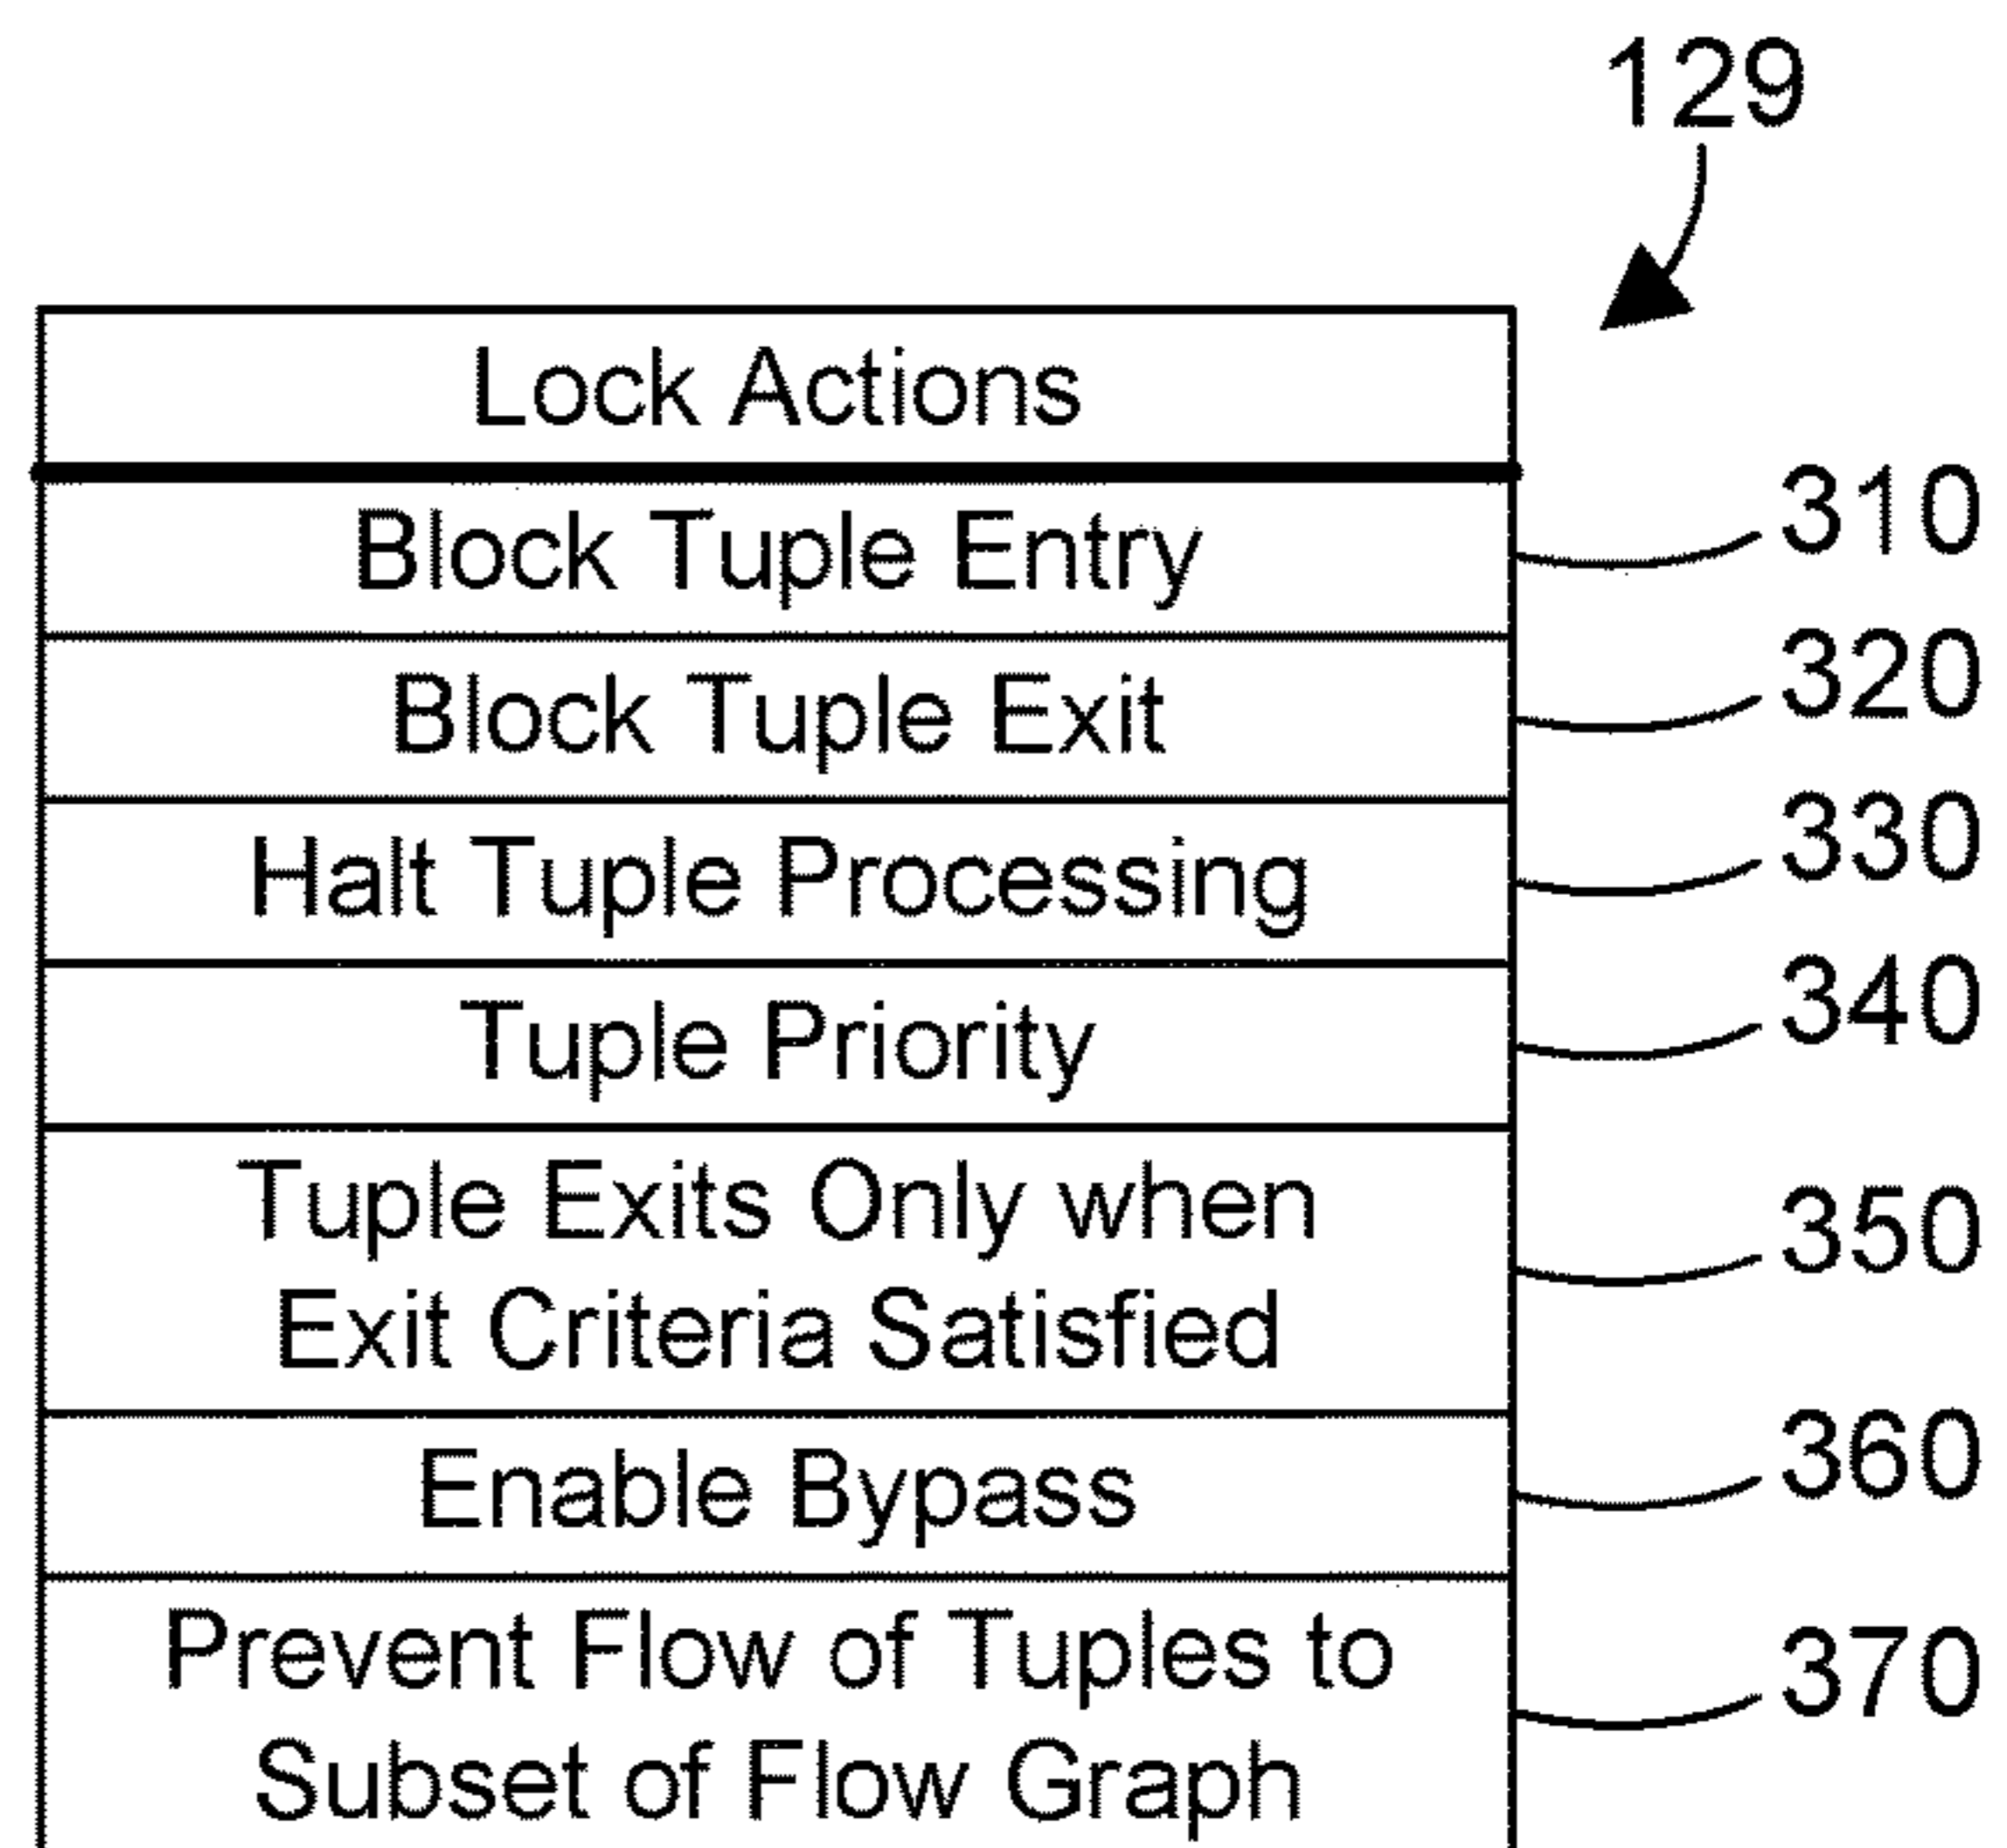 129
Lock Actions
Block Tuple Entry 310
Block Tuple Exit 320
Halt Tuple Processing 330
Tuple Priority 340
Tuple Exits Only when
Exit Criteria Satisfied 350
Enable Bypass 360
Prevent Flow of Tuples to
Subset of Flow Graph 370